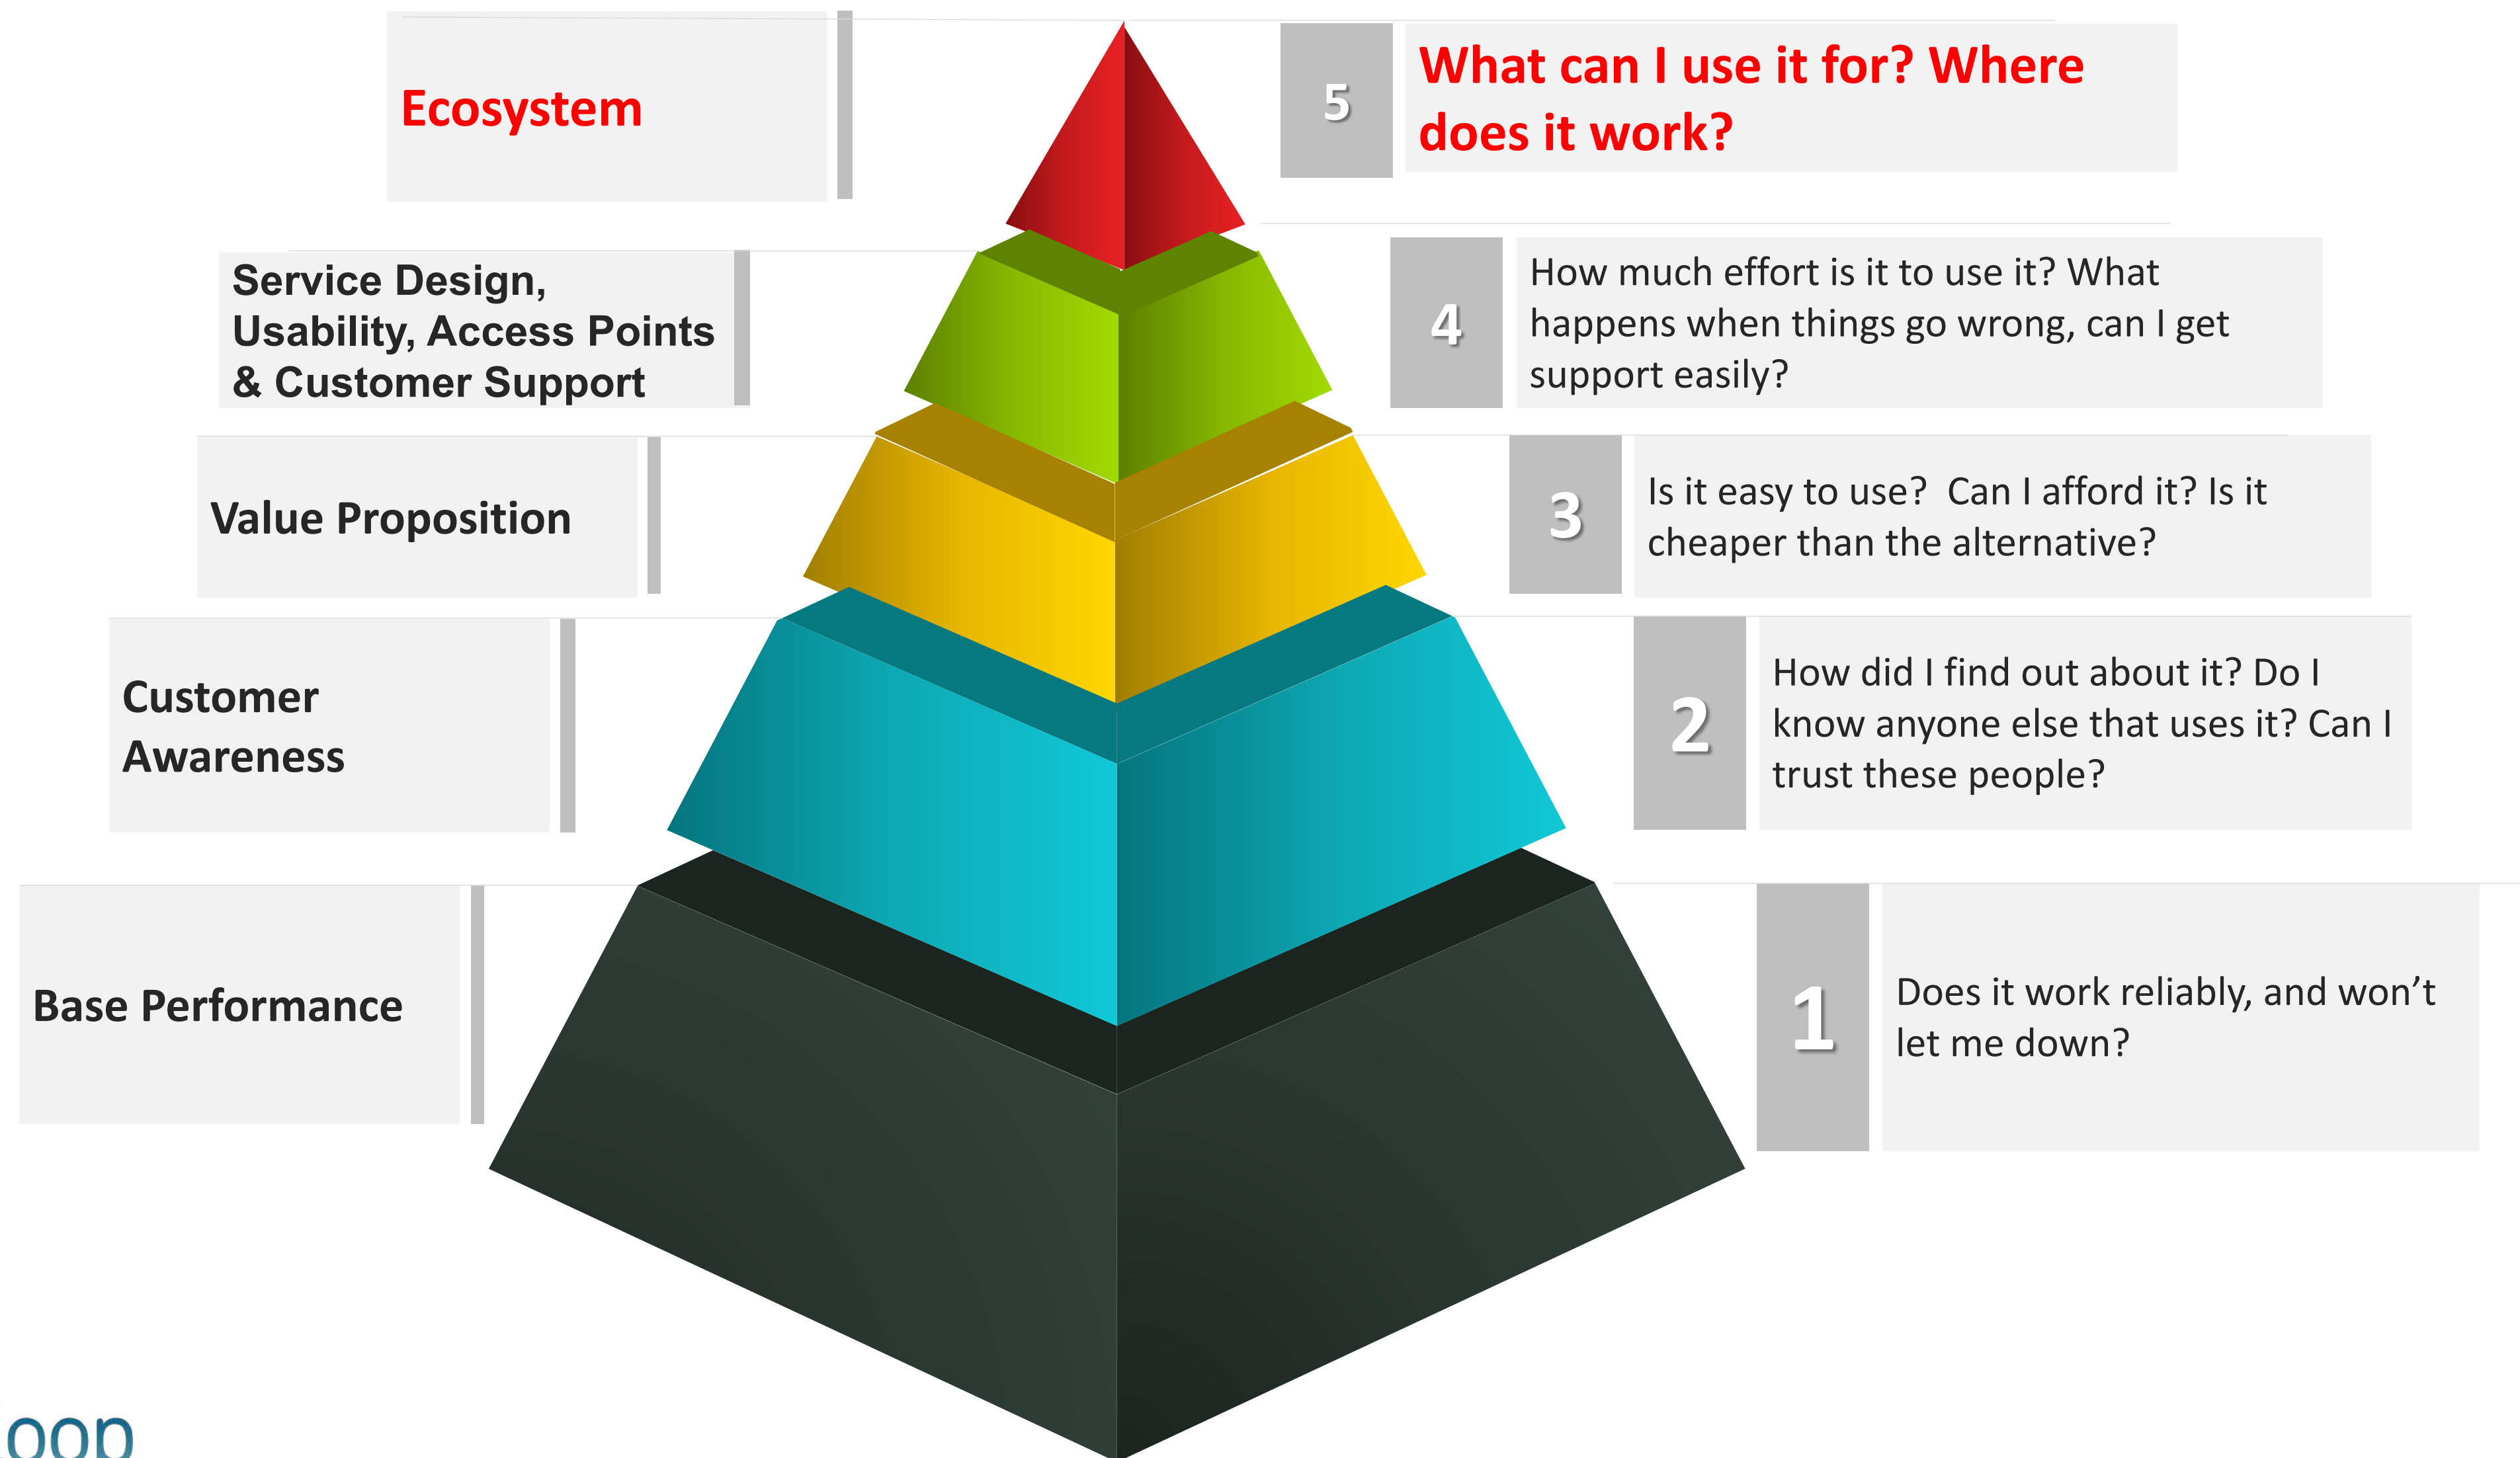 Ecosystem
5
What can I use it for? Where
does it work?
Service Design,
Usability, Access Points
& Customer Support
4
How much effort is it to use it? What
happens when things go wrong, can I get
support easily?
Value Proposition
3
Is it easy to use?  Can I afford it? Is it
cheaper than the alternative?
Customer
Awareness
2
How did I find out about it? Do I
know anyone else that uses it? Can I
trust these people?
Base Performance
1
Does it work reliably, and won’t
let me down?